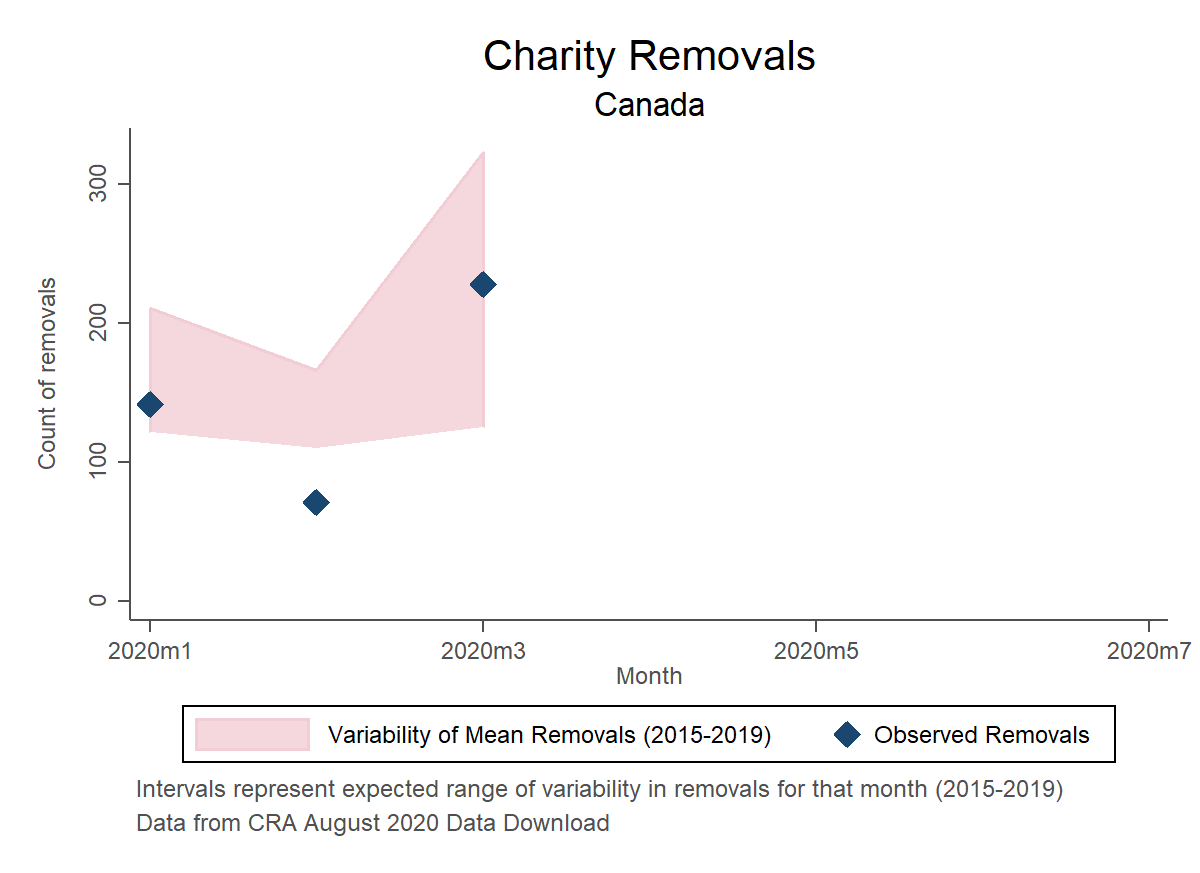 Charity Removals
Canada
Count of removals
300
200
100
0
2020m1 2020m3 2020m5 2020m7
Month
Variability of Mean Removals (2015-2019) Observed Removals
Intervals represent expected range of variability in removals for that month (2015-2019)
Data from CRA August 2020 Data Download